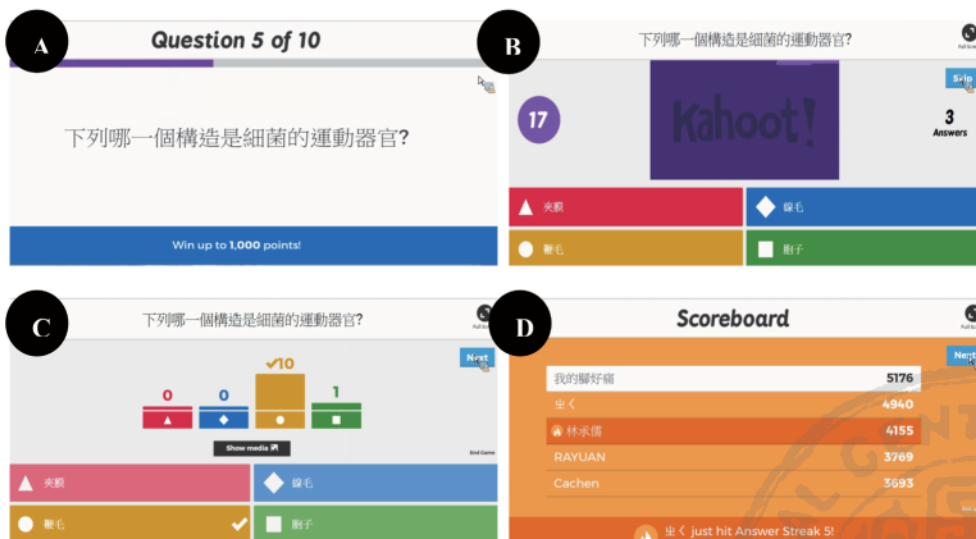 A
Question 5 of 10
下列哪一個構造是細菌的運動器官?
Win up to 1,000 points!
B
下列哪一個構造是細菌的運動器官?
Skip
17
Kahoot!
3
Answers
夾膜
線毛
鞭毛
胞子
C
下列哪一個構造是細菌的運動器官?
Next
10
0
0
1
Show media
End Game
夾膜
線毛
鞭毛
胞子
D
Scoreboard
Next
我的腳好痛 5176
坐く 4940
林承儒 4155
RAYUAN 3769
Cachen 3693
坐く just hit Answer Streak 5!